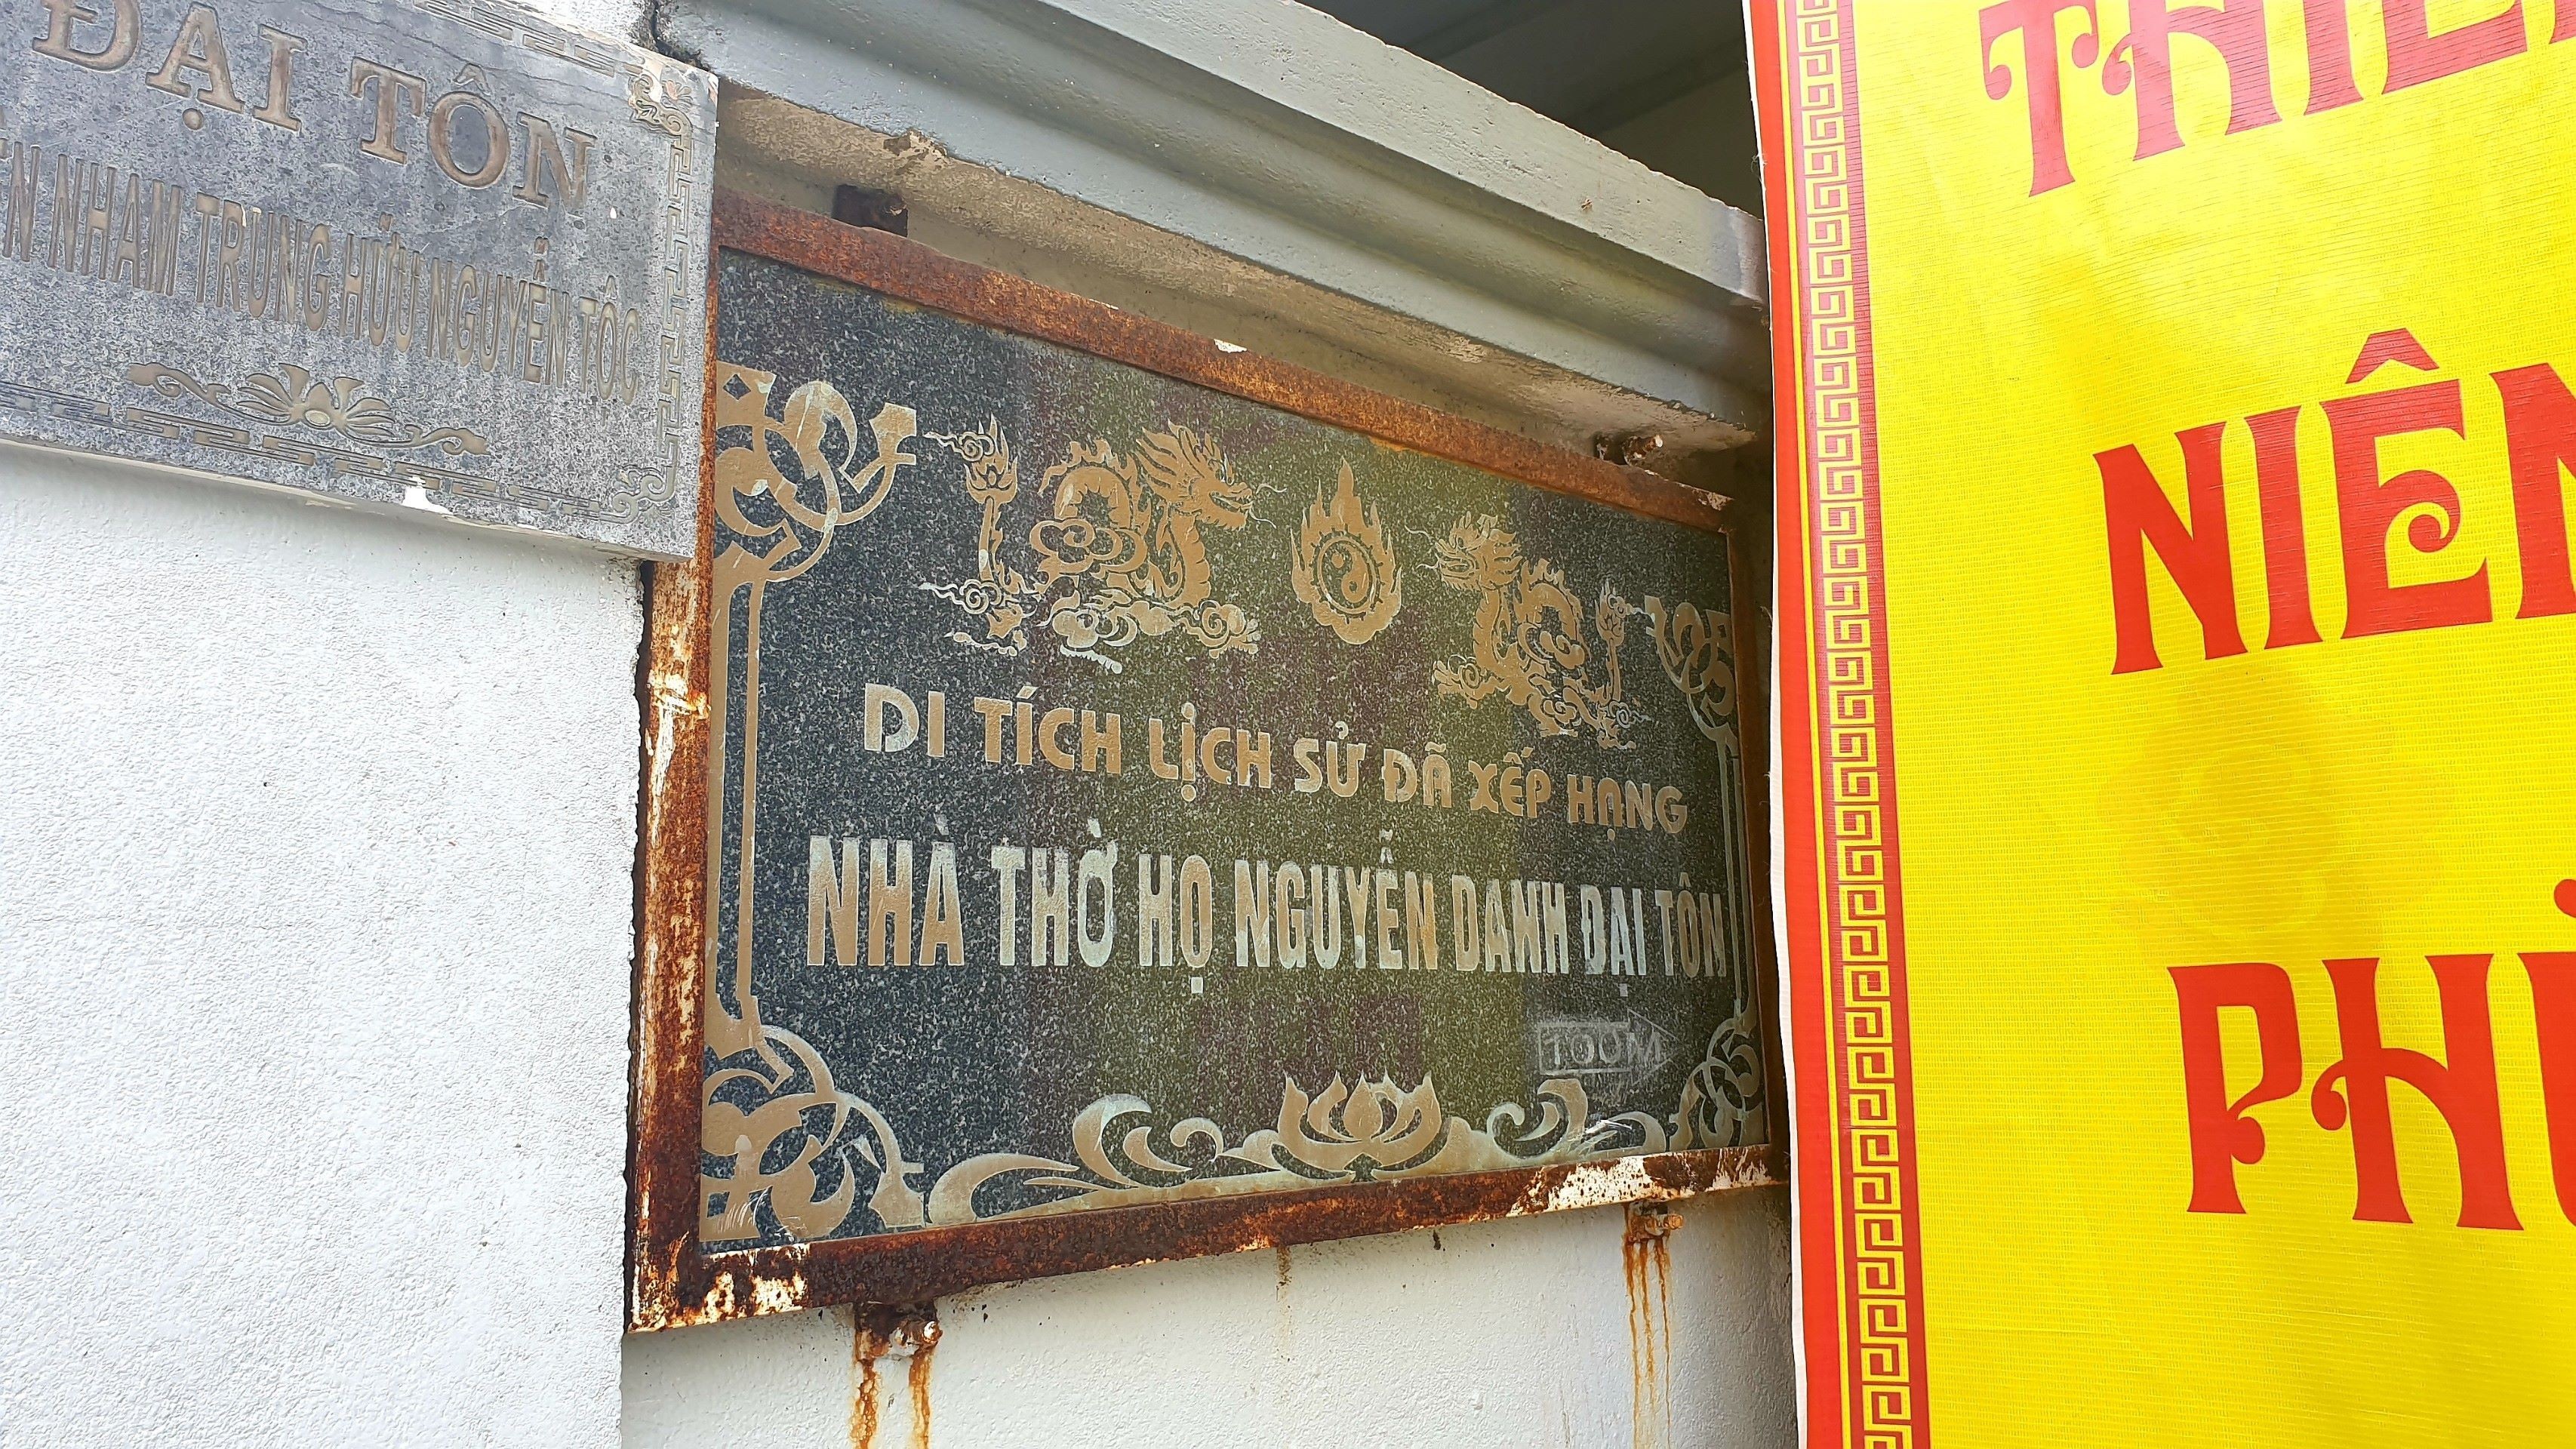 ĐẠI TÔN
NHAM TRUNG HỮU NGUYỄN TỘC
DI TÍCH LỊCH SỬ ĐÃ XẾP HẠNG
NHÀ THỜ HỌ NGUYỄN DANH ĐẠI TÔN
100M
NIÊN